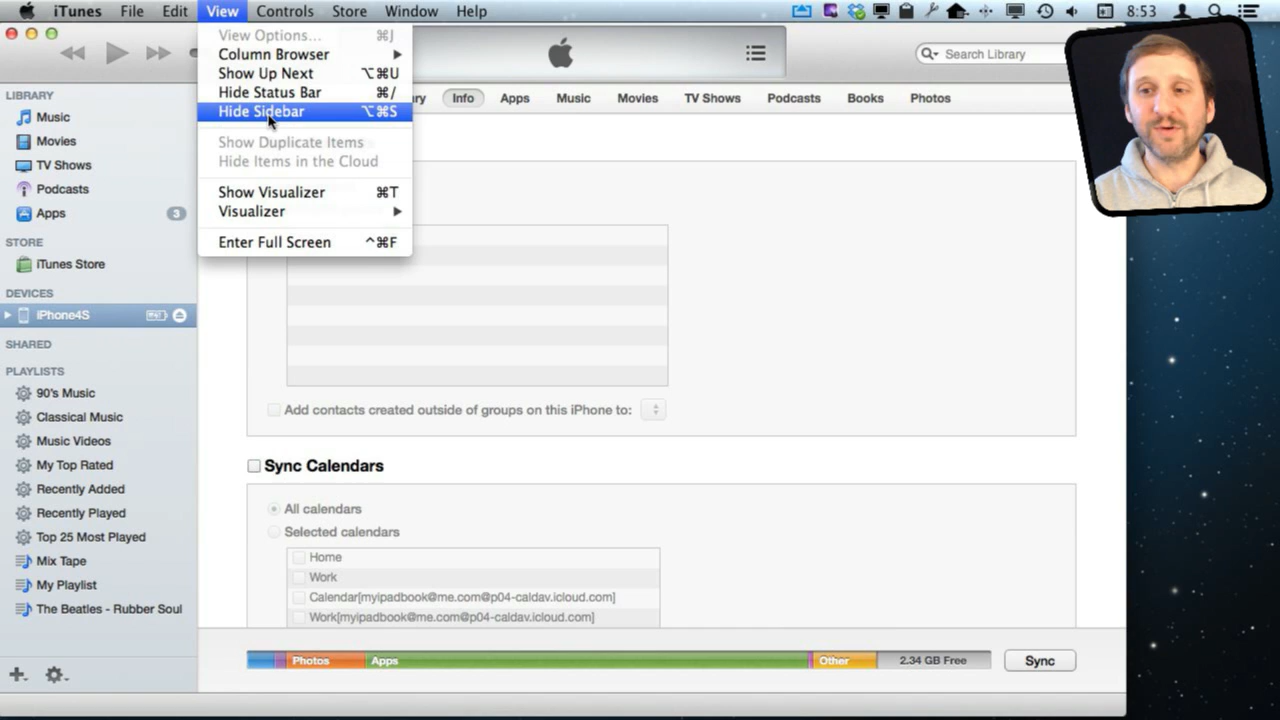 iTunes File Edit View Controls Store Window Help 8:53
View Options... ⌘J
Column Browser
Show Up Next ⌥⌘U
Hide Status Bar ⌘/
Hide Sidebar ⌥⌘S
Show Duplicate Items
Hide Items in the Cloud
Show Visualizer ⌘T
Visualizer
Enter Full Screen ^⌘F
Search Library
Info Apps Music Movies TV Shows Podcasts Books Photos
LIBRARY
Music
Movies
TV Shows
Podcasts
Apps 3
STORE
iTunes Store
DEVICES
iPhone4S
SHARED
PLAYLISTS
90's Music
Classical Music
Music Videos
My Top Rated
Recently Added
Recently Played
Top 25 Most Played
Mix Tape
My Playlist
The Beatles - Rubber Soul
Add contacts created outside of groups on this iPhone to:
Sync Calendars
All calendars
Selected calendars
Home
Work
Calendar[myipadbook@me.com@p04-caldav.icloud.com]
Work[myipadbook@me.com@p04-caldav.icloud.com]
Photos Apps Other 2.34 GB Free Sync